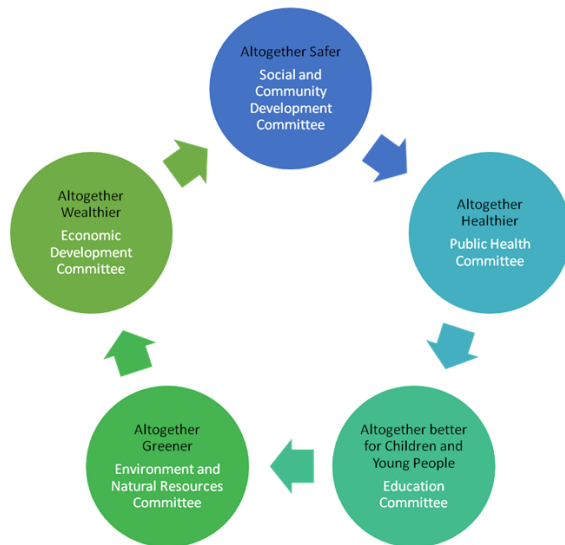 Altogether Safer
Social and
Community
Development
Committee
Altogether
Healthier
Public Health
Committee
Altogether better
for Children and
Young People
Education
Committee
Altogether
Greener
Environment and
Natural Resources
Committee
Altogether
Wealthier
Economic
Development
Committee